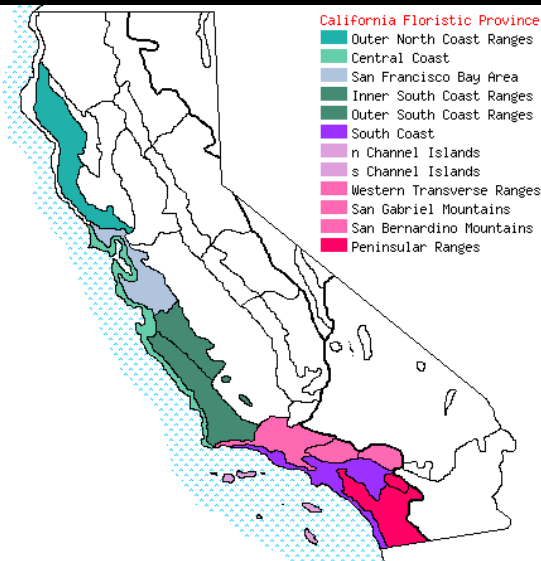 California Floristic Province
Outer North Coast Ranges
Central Coast
San Francisco Bay Area
Inner South Coast Ranges
Outer South Coast Ranges
South Coast
n Channel Islands
s Channel Islands
Western Transverse Ranges
San Gabriel Mountains
San Bernardino Mountains
Peninsular Ranges